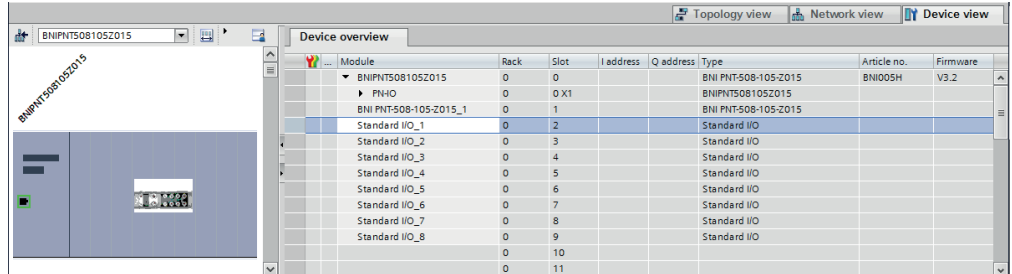 Topology view Network view Device view
BNIPNT508105Z015
Device overview
... Module Rack Slot I address Q address Type Article no. Firmware
BNIPNT508105Z015 0 0 BNI PNT-508-105-Z015 BNI005H V3.2
PN-IO 0 0 X1 BNIPNT508105Z015
BNI PNT-508-105-Z015_1 0 1 BNI PNT-508-105-Z015
Standard I/O_1 0 2 Standard I/O
Standard I/O_2 0 3 Standard I/O
Standard I/O_3 0 4 Standard I/O
Standard I/O_4 0 5 Standard I/O
Standard I/O_5 0 6 Standard I/O
Standard I/O_6 0 7 Standard I/O
Standard I/O_7 0 8 Standard I/O
Standard I/O_8 0 9 Standard I/O
0 10
0 11
BNIPNT508105Z015